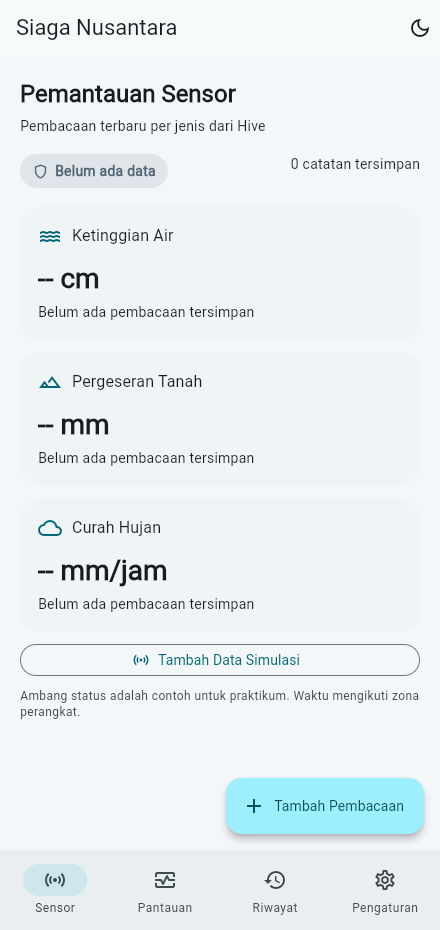 Siaga Nusantara
Pemantauan Sensor
Pembacaan terbaru per jenis dari Hive
Belum ada data
0 catatan tersimpan
Ketinggian Air
-- cm
Belum ada pembacaan tersimpan
Pergeseran Tanah
-- mm
Belum ada pembacaan tersimpan
Curah Hujan
-- mm/jam
Belum ada pembacaan tersimpan
Tambah Data Simulasi
Ambang status adalah contoh untuk praktikum. Waktu mengikuti zona
perangkat.
Tambah Pembacaan
Sensor
Pantauan
Riwayat
Pengaturan